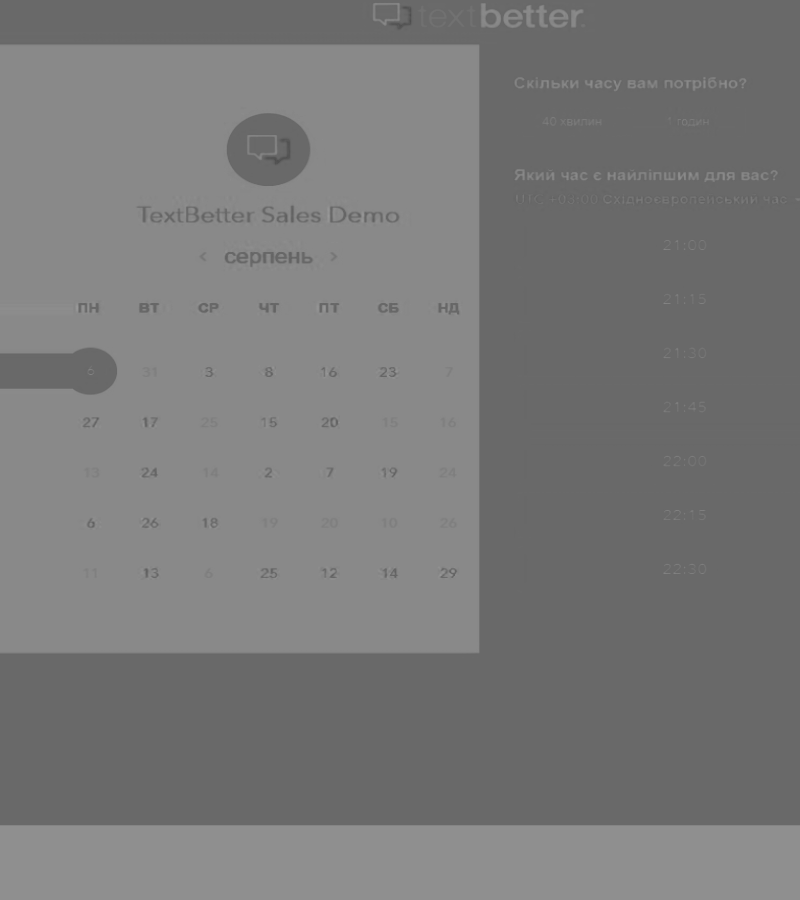 textbetter.
TextBetter Sales Demo
‹ серпень ›
ПН ВТ СР ЧТ ПТ СБ НД
6 31 3 8 16 23 7
27 17 25 15 20 15 16
13 24 14 2 7 19 24
6 26 18 19 20 10 26
11 13 6 25 12 14 29
Скільки часу вам потрібно?
40 хвилин 1 годин
Який час є найліпшим для вас?
UTC +03:00 Східноєвропейський час
21:00
21:15
21:30
21:45
22:00
22:15
22:30